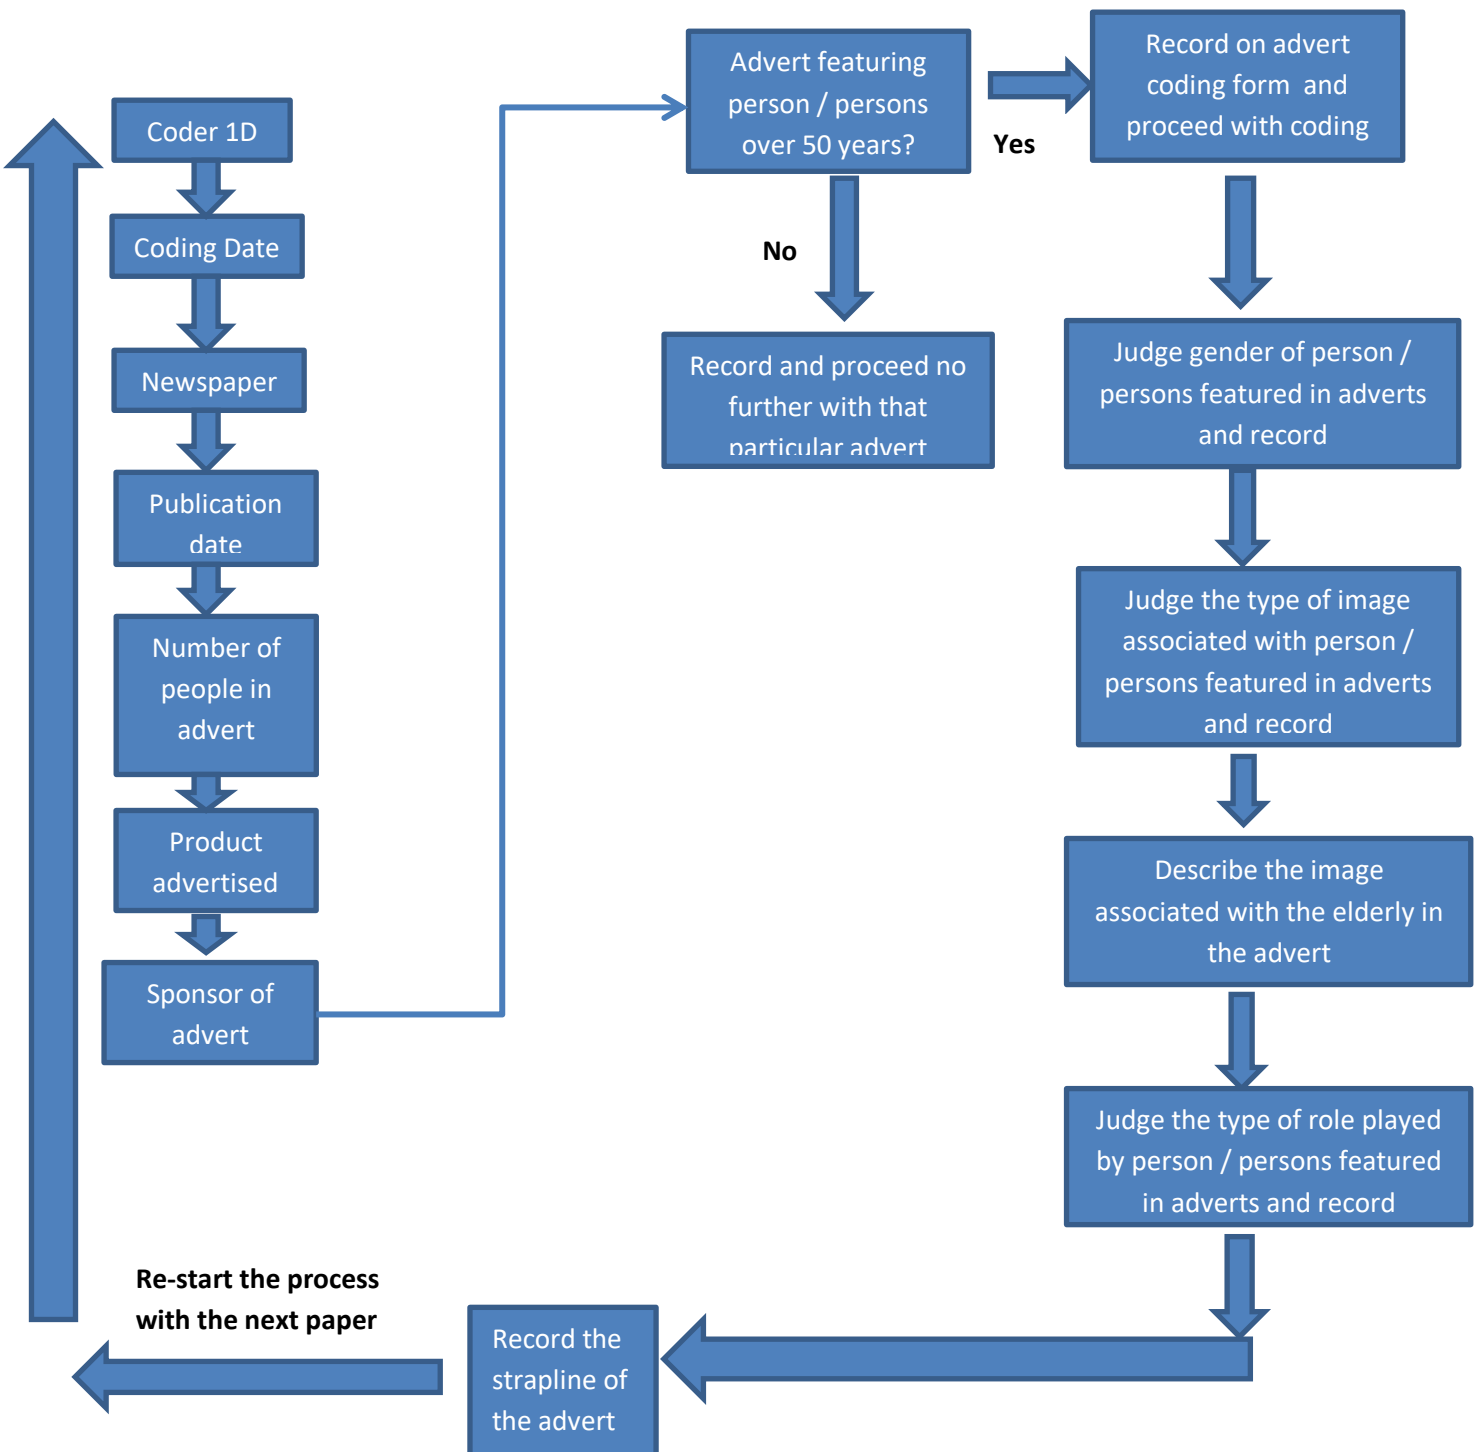 Coder 1D
Coding Date
Newspaper
Publication
date
Number of
people in
advert
Product
advertised
Sponsor of
advert
Advert featuring
person / persons
over 50 years?
Yes
No
Record and proceed no
further with that
particular advert
Record on advert
coding form and
proceed with coding
Judge gender of person /
persons featured in adverts
and record
Judge the type of image
associated with person /
persons featured in adverts
and record
Describe the image
associated with the elderly in
the advert
Judge the type of role played
by person / persons featured
in adverts and record
Record the
strapline of
the advert
Re-start the process
with the next paper